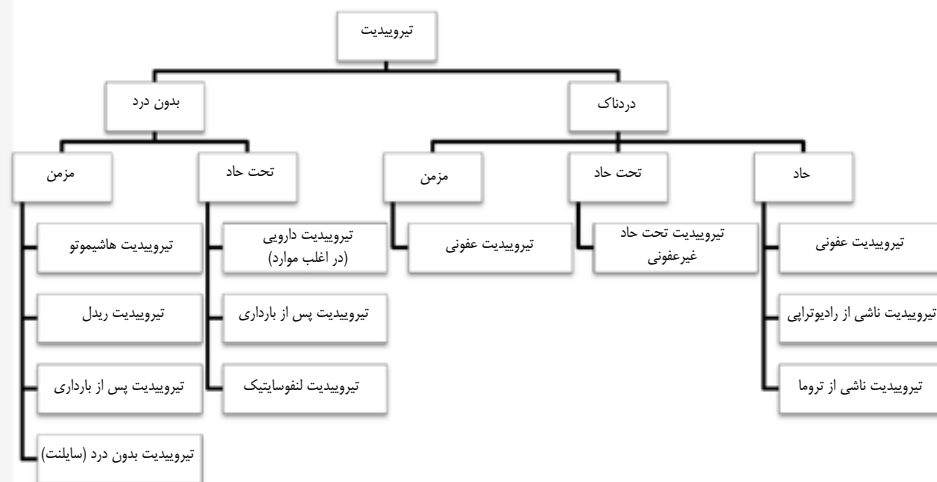 تیروییدیت
دردناک
بدون درد
حاد
تحت حاد
مزمن
تحت حاد
مزمن
تیروییدیت عفونی
تیروییدیت تحت حاد
غیرعفونی
تیروییدیت عفونی
تیروییدیت دارویی
(در اغلب موارد)
تیروییدیت هاشیموتو
تیروییدیت ناشی از رادیوتراپی
تیروییدیت پس از بارداری
تیروییدیت ریدل
تیروییدیت ناشی از تروما
تیروییدیت لنفوسایتیک
تیروییدیت پس از بارداری
تیروییدیت بدون درد (سایلنت)